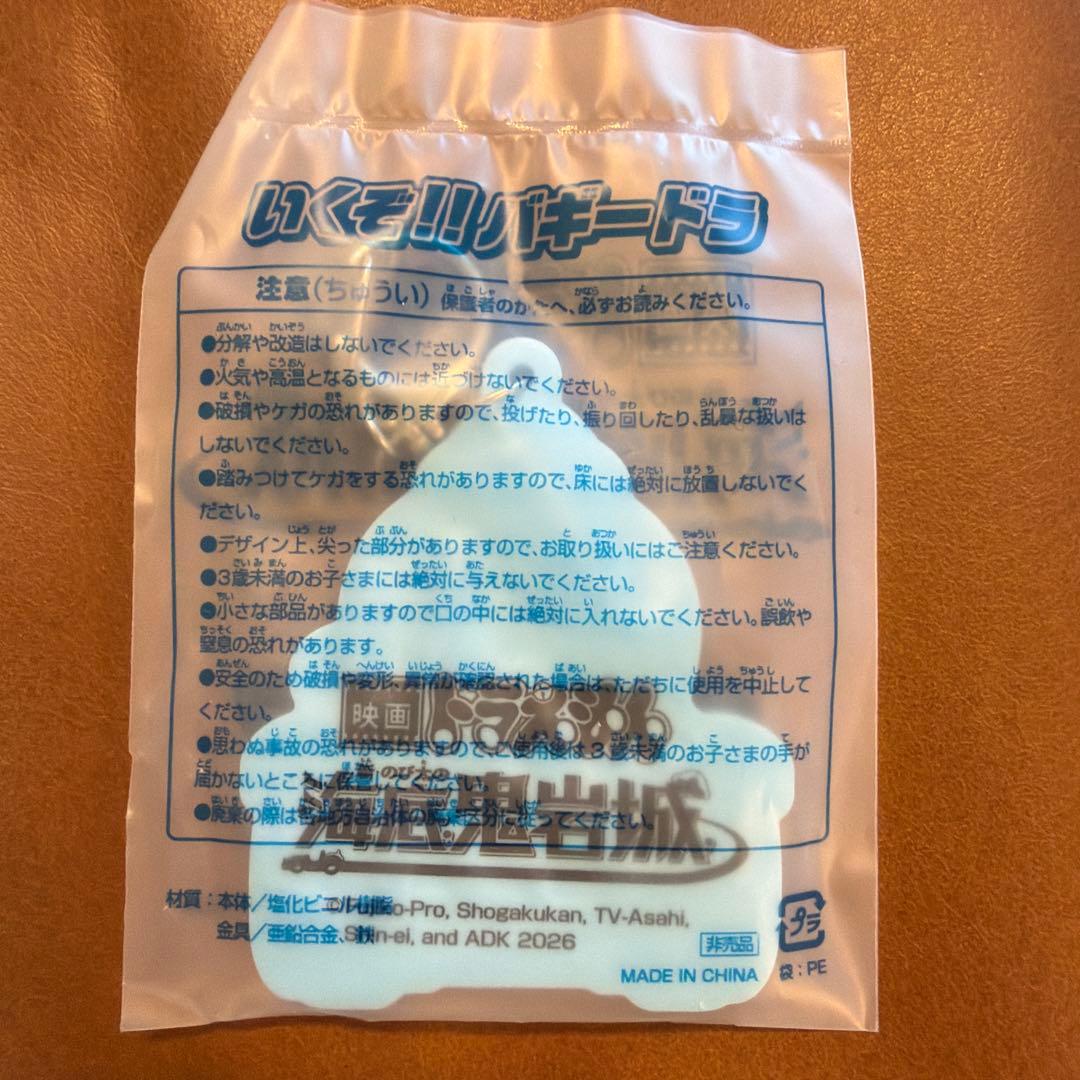 いくぞ!!バギードラ
注意(ちゅうい) 保護者のかたへ、必ずお読みください。
●分解や改造はしないでください。
●火気や高温となるものには近づけないでください。
●破損やケガの恐れがありますので、投げたり、振り回したり、乱暴な扱いは
しないでください。
●踏みつけてケガをする恐れがありますので、床には絶対に放置しないでく
ださい。
●デザイン上、尖った部分がありますので、お取り扱いにはご注意ください。
●3歳未満のお子さまには絶対に与えないでください。
●小さな部品がありますので口の中には絶対に入れないでください。誤飲や
窒息の恐れがあります。
●安全のため破損や変形、異常が確認された場合は、ただちに使用を中止して
ください。
●思わぬ事故の恐れがありますので、ご使用後は3歳未満のお子さまの手が
届かないところに保管してください。
●廃棄の際は各地方自治体の廃棄区分に従ってください。
映画 ドラえもん
のび太の
海底鬼岩城
材質:本体/塩化ビニル樹脂
金具/亜鉛合金、鉄
o-Pro, Shogakukan, TV-Asahi,
Shin-ei, and ADK 2026
非売品
プラ
MADE IN CHINA
袋:PE